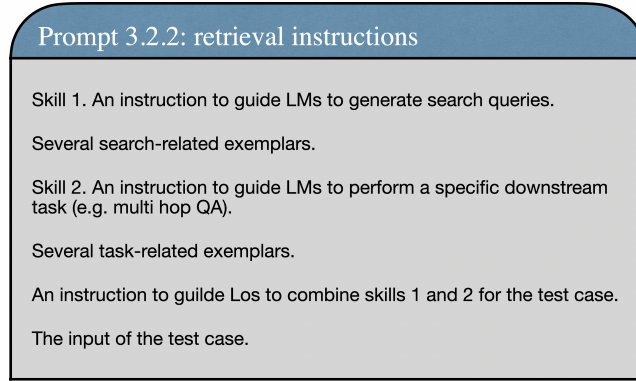 Prompt 3.2.2: retrieval instructions
Skill 1. An instruction to guide LMs to generate search queries.
Several search-related exemplars.
Skill 2. An instruction to guide LMs to perform a specific downstream
task (e.g. multi hop QA).
Several task-related exemplars.
An instruction to guilde Los to combine skills 1 and 2 for the test case.
The input of the test case.